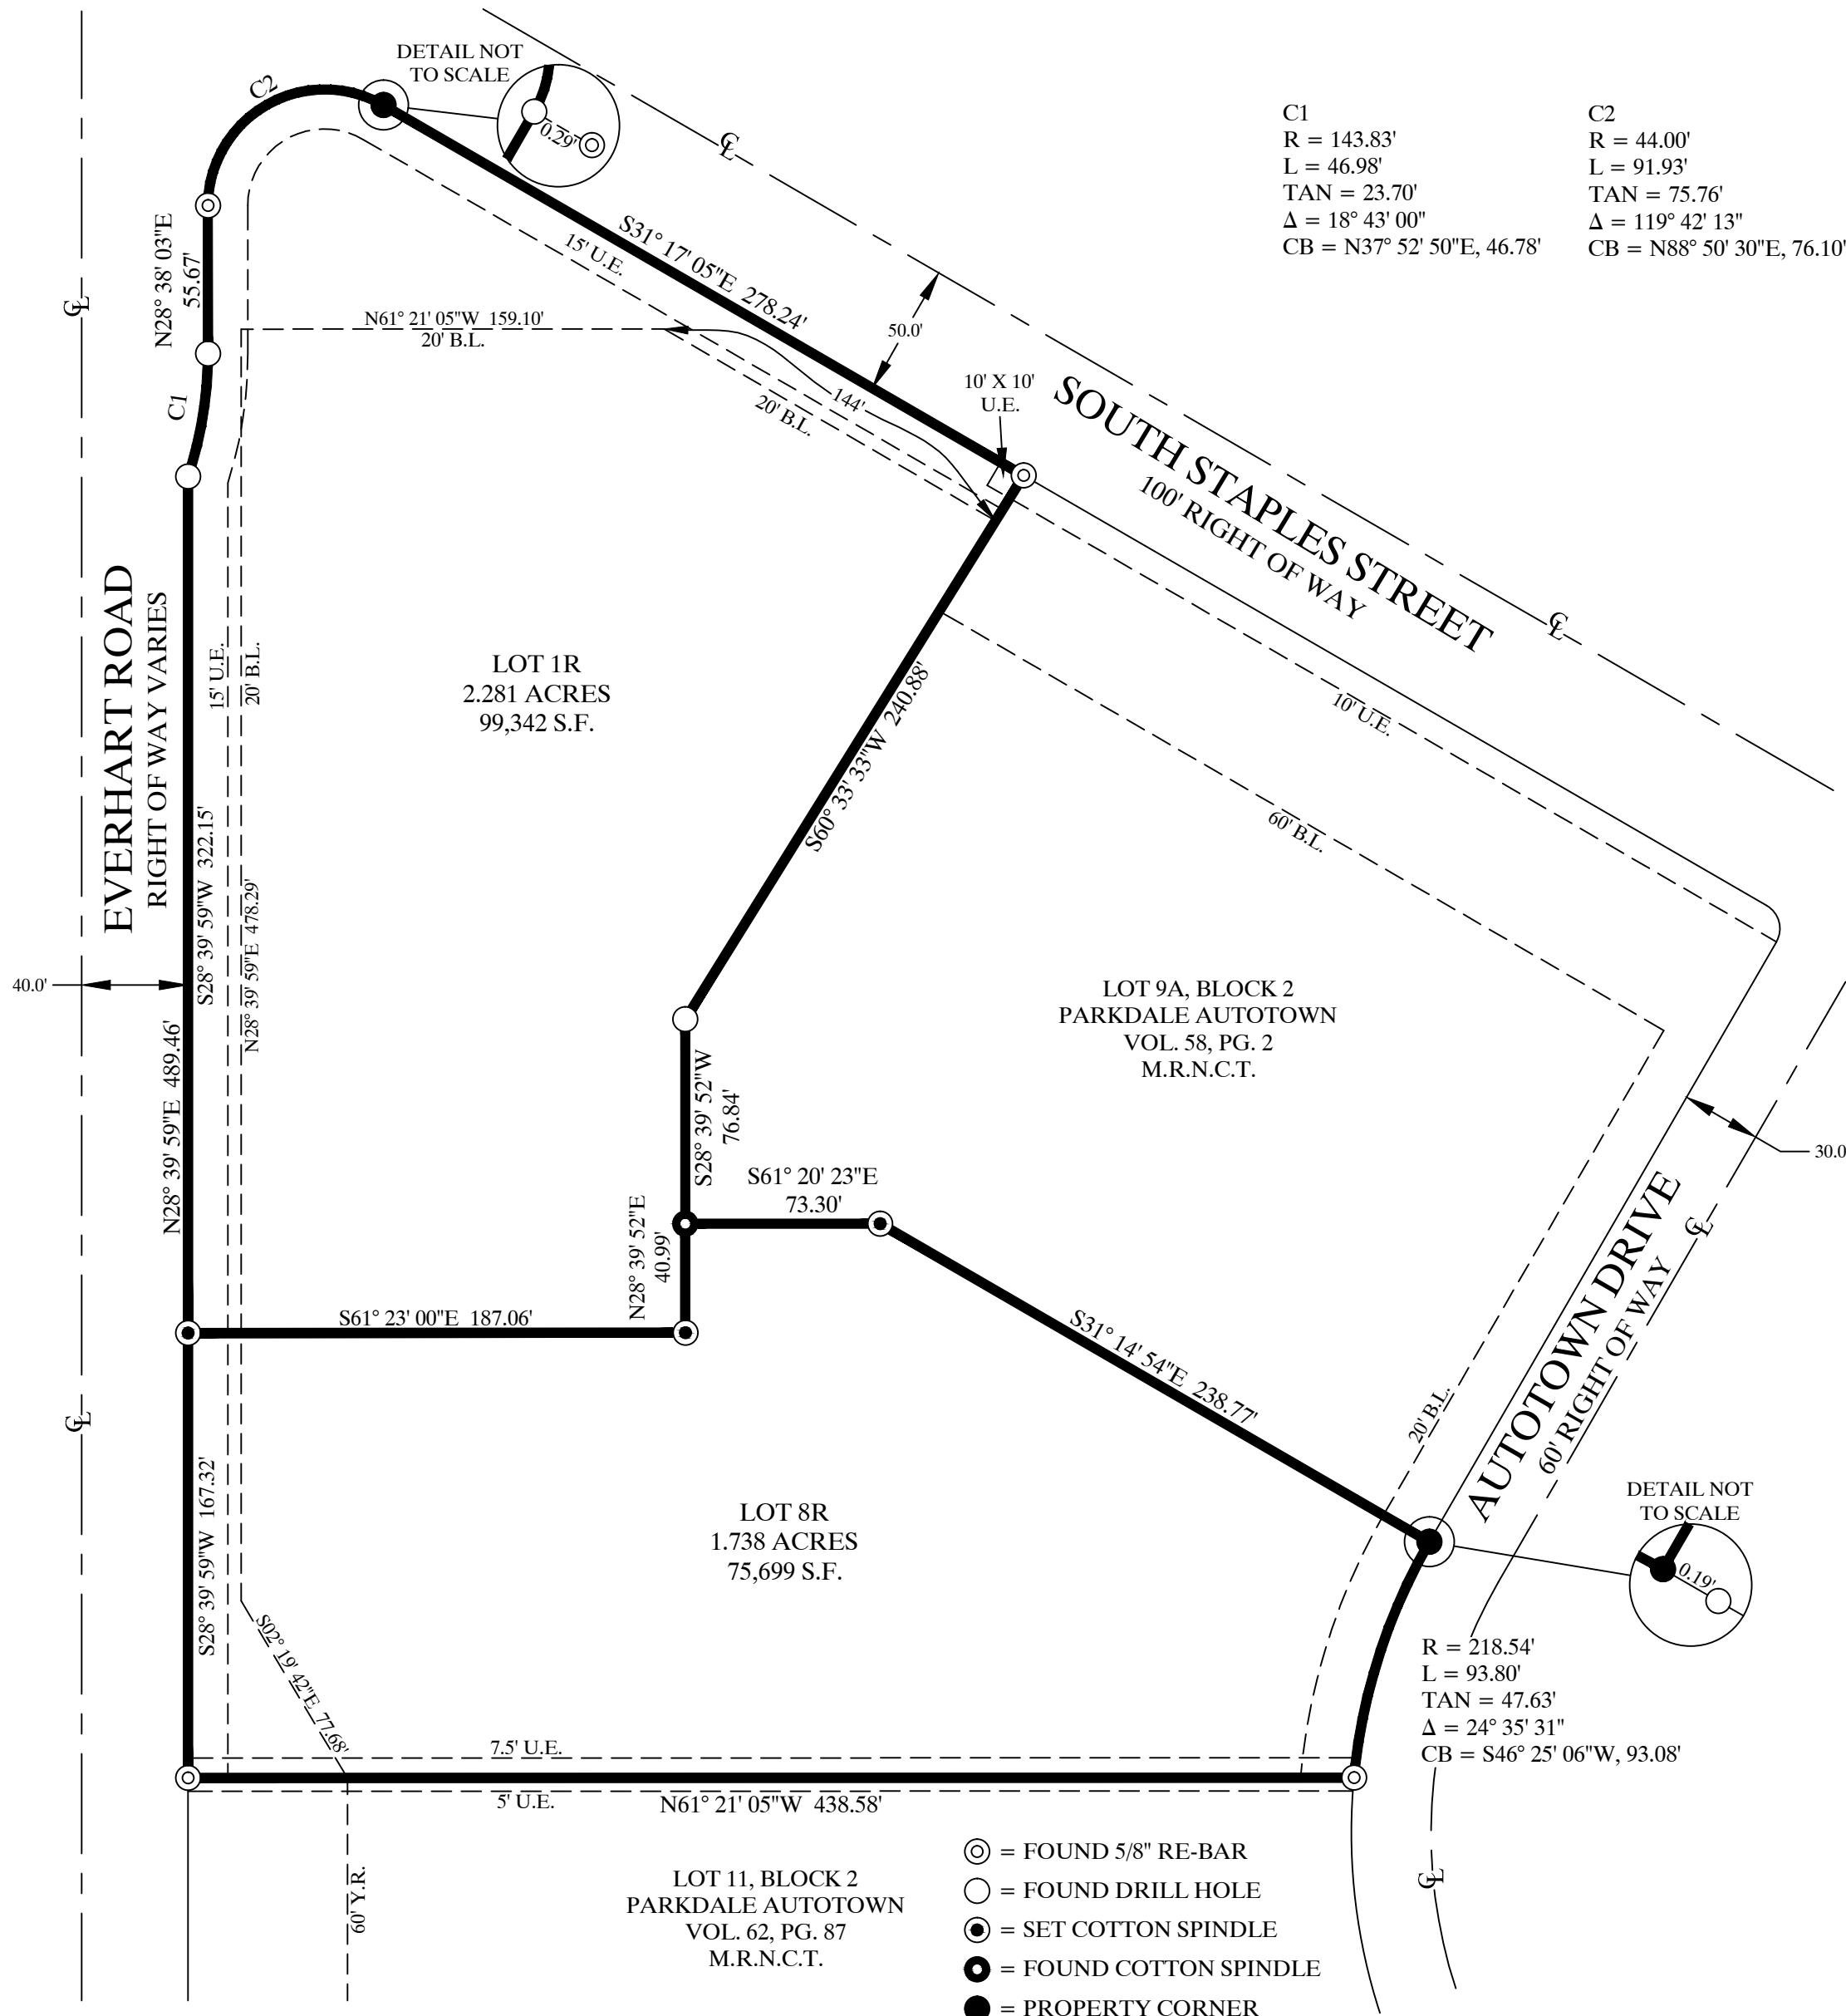 DETAIL NOT
TO SCALE
0.29'
C2
C1
R = 143.83'
L = 46.98'
TAN = 23.70'
Δ = 18° 43' 00"
CB = N37° 52' 50"E, 46.78'
C2
R = 44.00'
L = 91.93'
TAN = 75.76'
Δ = 119° 42' 13"
CB = N88° 50' 30"E, 76.10'
℄
S31° 17' 05"E 278.24'
15' U.E.
N28° 38' 03"E
55.67'
℄
N61° 21' 05"W 159.10'
20' B.L.
50.0'
144'
20' B.L.
10' X 10'
U.E.
C1
SOUTH STAPLES STREET
100' RIGHT OF WAY
℄
EVERHART ROAD
RIGHT OF WAY VARIES
15' U.E.
20' B.L.
LOT 1R
2.281 ACRES
99,342 S.F.
S60° 33' 33"W 240.88'
10' U.E.
60' B.L.
S28° 39' 59"W 322.15'
N28° 39' 59"E 478.29'
40.0'
N28° 39' 59"E 489.46'
LOT 9A, BLOCK 2
PARKDALE AUTOTOWN
VOL. 58, PG. 2
M.R.N.C.T.
S28° 39' 52"W
76.84'
30.0
S61° 20' 23"E
73.30'
N28° 39' 52"E
40.99'
AUTOTOWN DRIVE
60' RIGHT OF WAY
℄
S61° 23' 00"E 187.06'
S31° 14' 54"E 238.77'
20' B.L.
℄
S28° 39' 59"W 167.32'
LOT 8R
1.738 ACRES
75,699 S.F.
DETAIL NOT
TO SCALE
0.19'
S02° 19' 42"E 77.68'
R = 218.54'
L = 93.80'
TAN = 47.63'
Δ = 24° 35' 31"
CB = S46° 25' 06"W, 93.08'
7.5' U.E.
5' U.E.
N61° 21' 05"W 438.58'
60' Y.R.
LOT 11, BLOCK 2
PARKDALE AUTOTOWN
VOL. 62, PG. 87
M.R.N.C.T.
℄
= FOUND 5/8" RE-BAR
= FOUND DRILL HOLE
= SET COTTON SPINDLE
= FOUND COTTON SPINDLE
= PROPERTY CORNER